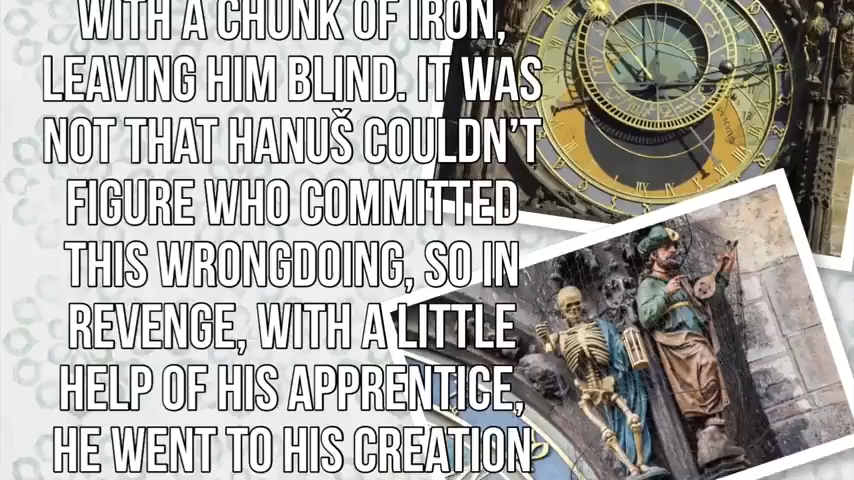 WITH A CHUNK OF IRON,
LEAVING HIM BLIND. IT WAS
NOT THAT HANUŠ COULDN'T
FIGURE WHO COMMITTED
THIS WRONGDOING, SO IN
REVENGE, WITH A LITTLE
HELP OF HIS APPRENTICE,
HE WENT TO HIS CREATION